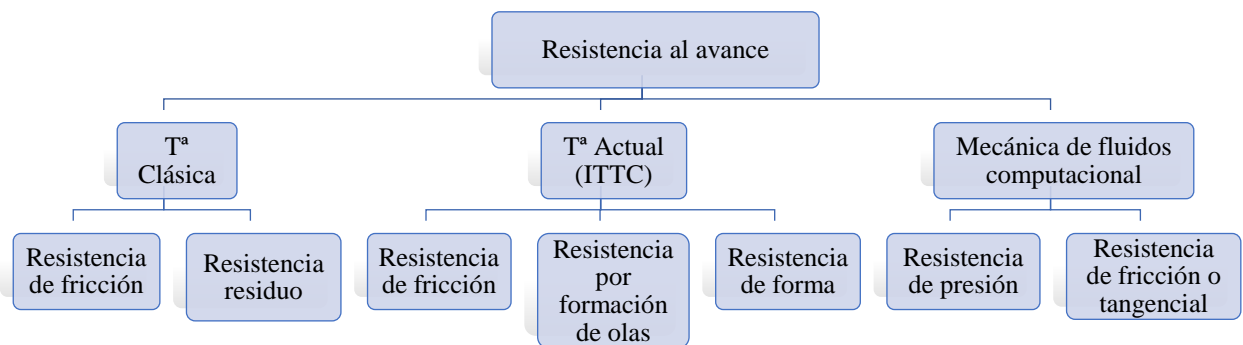 Resistencia al avance
Tª
Clásica
Tª Actual
(ITTC)
Mecánica de fluidos
computacional
Resistencia
de fricción
Resistencia
residuo
Resistencia
de fricción
Resistencia
por
formación
de olas
Resistencia
de forma
Resistencia
de presión
Resistencia
de fricción o
tangencial